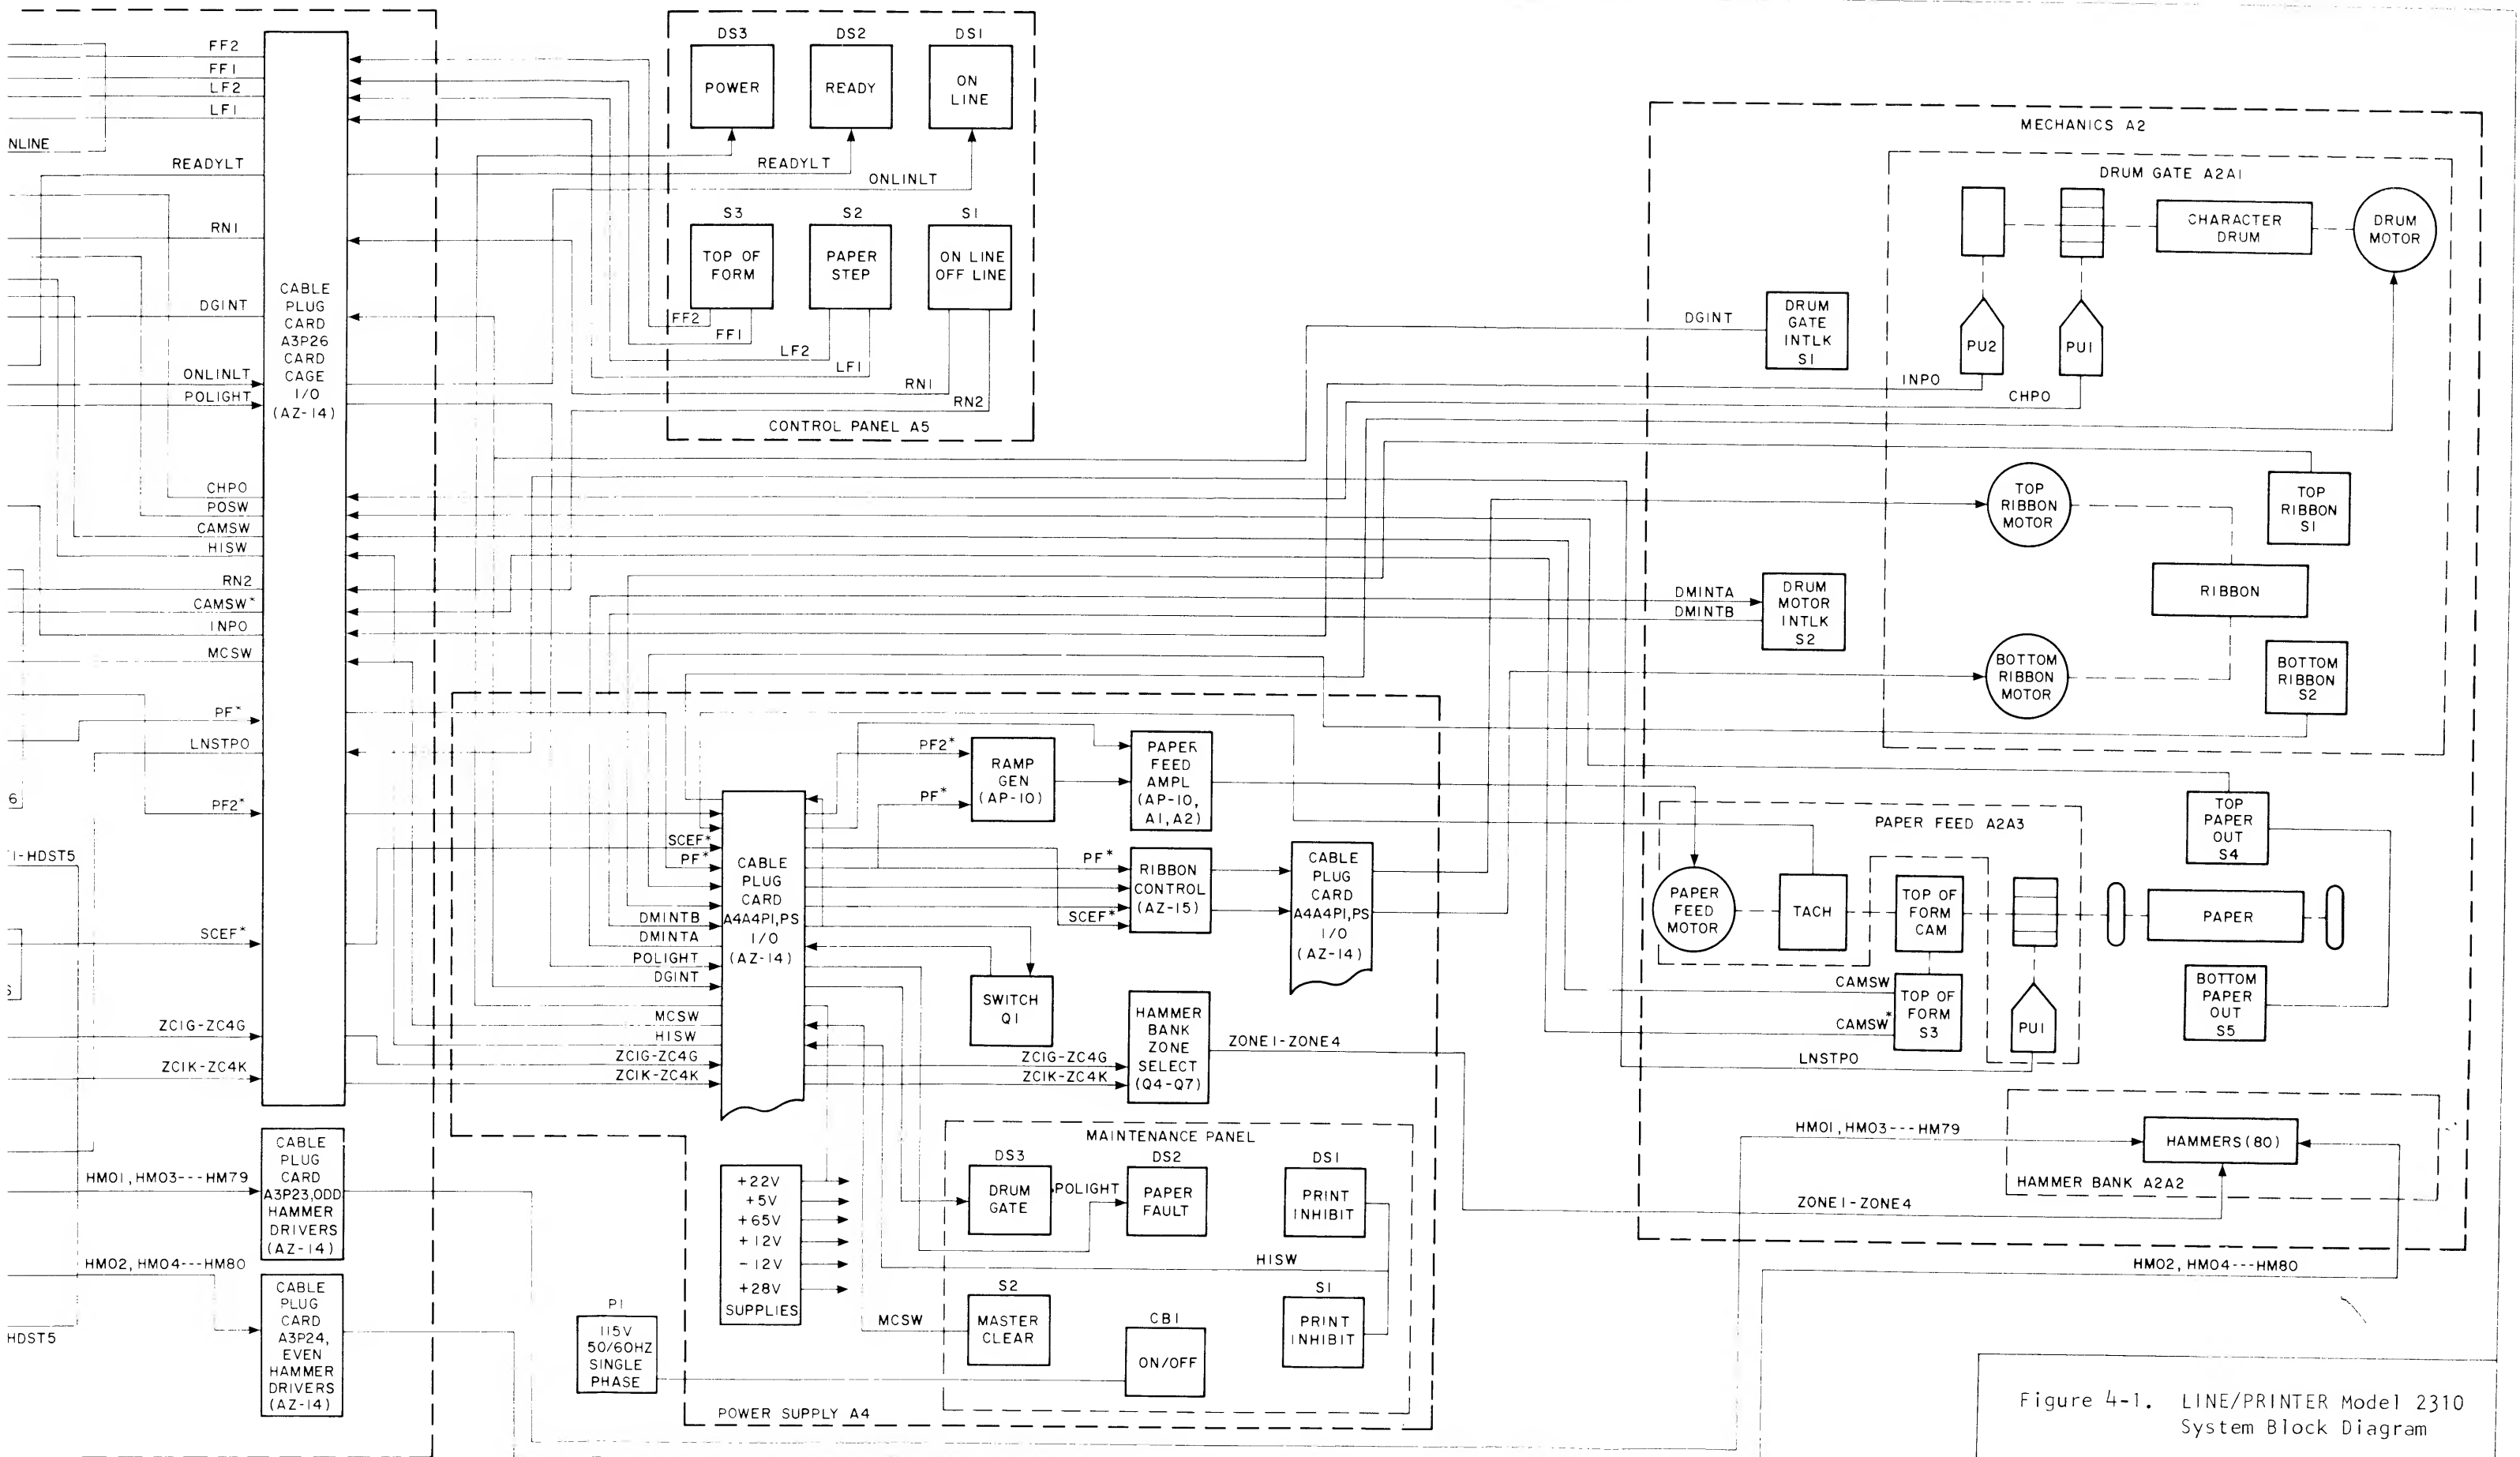 FF2
FF1
LF2
LF1
NLINE
READYLT
RN1
DGINT
ONLINLT
POLIGHT
CHPO
POSW
CAMSW
HISW
RN2
CAMSW*
INPO
MCSW
PF*
LNSTPO
6
PF2*
1-HDST5
SCEF*
S
ZC1G-ZC4G
ZC1K-ZC4K
HM01, HM03---HM79
HM02, HM04---HM80
HDST5
CABLE
PLUG
CARD
A3P26
CARD
CAGE
I/O
(AZ-14)
CABLE
PLUG
CARD
A3P23, ODD
HAMMER
DRIVERS
(AZ-14)
CABLE
PLUG
CARD
A3P24,
EVEN
HAMMER
DRIVERS
(AZ-14)
DS3
DS2
DS1
POWER
READY
ON
LINE
READYLT
ONLINLT
S3
S2
S1
TOP OF
FORM
PAPER
STEP
ON LINE
OFF LINE
FF2
FF1
LF2
LF1
RN1
RN2
CONTROL PANEL A5
SCEF*
PF*
DMINTB
DMINTA
POLIGHT
DGINT
MCSW
HISW
ZC1G-ZC4G
ZC1K-ZC4K
CABLE
PLUG
CARD
A4A4P1, PS
I/O
(AZ-14)
PF2*
PF*
RAMP
GEN
(AP-10)
PAPER
FEED
AMPL
(AP-10,
A1, A2)
PF*
SCEF*
RIBBON
CONTROL
(AZ-15)
CABLE
PLUG
CARD
A4A4P1, PS
I/O
(AZ-14)
SWITCH
Q1
ZC1G-ZC4G
ZC1K-ZC4K
HAMMER
BANK
ZONE
SELECT
(Q4-Q7)
ZONE1-ZONE4
MAINTENANCE PANEL
DS3
DS2
DS1
DRUM
GATE
POLIGHT
PAPER
FAULT
PRINT
INHIBIT
HISW
S2
CB1
S1
MCSW
MASTER
CLEAR
ON/OFF
PRINT
INHIBIT
+22V
+5V
+65V
+12V
-12V
+28V
SUPPLIES
P1
115V
50/60HZ
SINGLE
PHASE
POWER SUPPLY A4
MECHANICS A2
DRUM GATE A2A1
CHARACTER
DRUM
DRUM
MOTOR
PU2
PU1
DGINT
DRUM
GATE
INTLK
S1
INPO
CHPO
TOP
RIBBON
MOTOR
TOP
RIBBON
S1
DMINTA
DMINTB
DRUM
MOTOR
INTLK
S2
RIBBON
BOTTOM
RIBBON
MOTOR
BOTTOM
RIBBON
S2
PAPER FEED A2A3
TOP
PAPER
OUT
S4
PAPER
FEED
MOTOR
TACH
TOP OF
FORM
CAM
PAPER
CAMSW
CAMSW*
TOP OF
FORM
S3
PU1
BOTTOM
PAPER
OUT
S5
LNSTPO
HM01, HM03---HM79
HAMMERS (80)
HAMMER BANK A2A2
ZONE1-ZONE4
HM02, HM04---HM80
Figure 4-1. LINE/PRINTER Model 2310
System Block Diagram